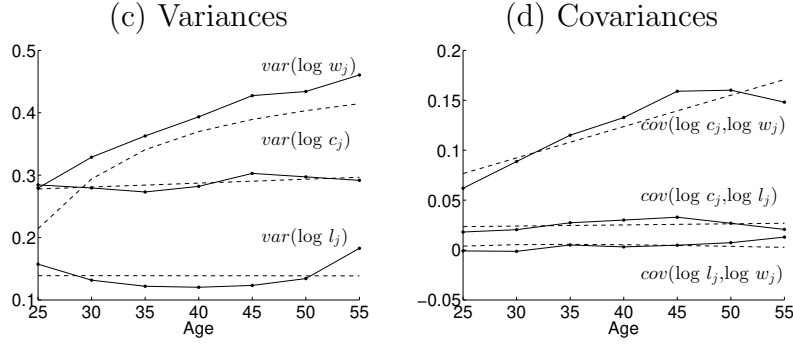 (c) Variances
0.5
0.4
0.3
0.2
0.1
var(log w_j)
var(log c_j)
var(log l_j)
25 30 35 40 45 50 55
Age
(d) Covariances
0.2
0.15
0.1
0.05
0
−0.05
cov(log c_j,log w_j)
cov(log c_j,log l_j)
cov(log l_j,log w_j)
25 30 35 40 45 50 55
Age